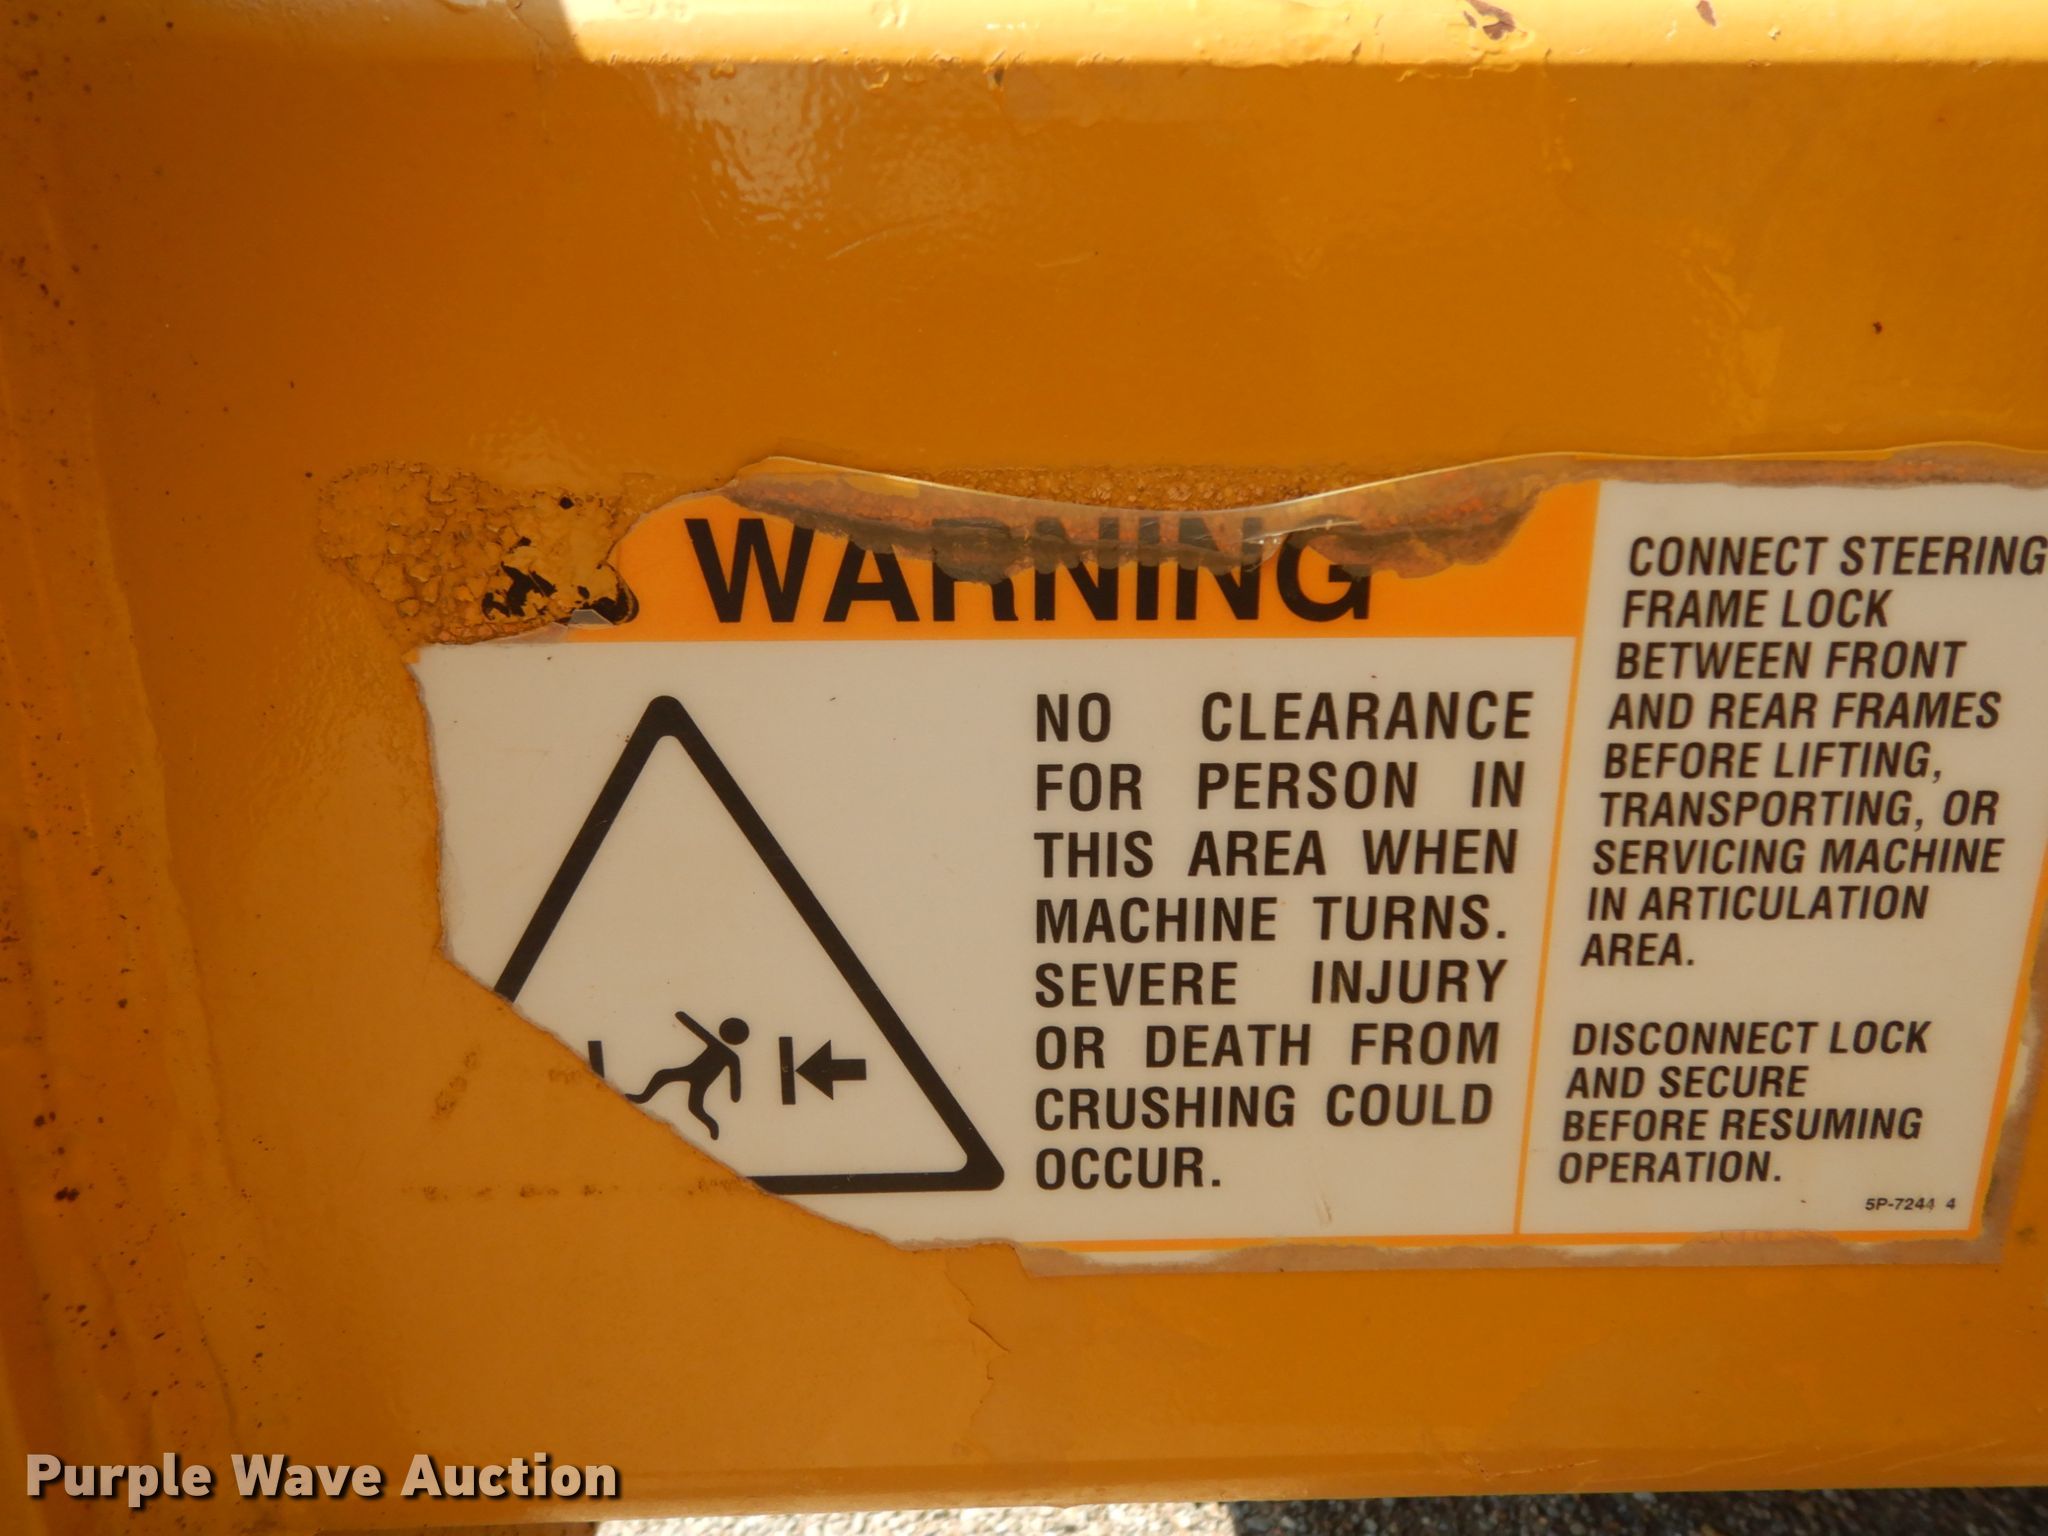 WARNING
NO CLEARANCE
FOR PERSON IN
THIS AREA WHEN
MACHINE TURNS.
SEVERE INJURY
OR DEATH FROM
CRUSHING COULD
OCCUR.
CONNECT STEERING
FRAME LOCK
BETWEEN FRONT
AND REAR FRAMES
BEFORE LIFTING,
TRANSPORTING, OR
SERVICING MACHINE
IN ARTICULATION
AREA.
DISCONNECT LOCK
AND SECURE
BEFORE RESUMING
OPERATION.
5P-7244 4
Purple Wave Auction